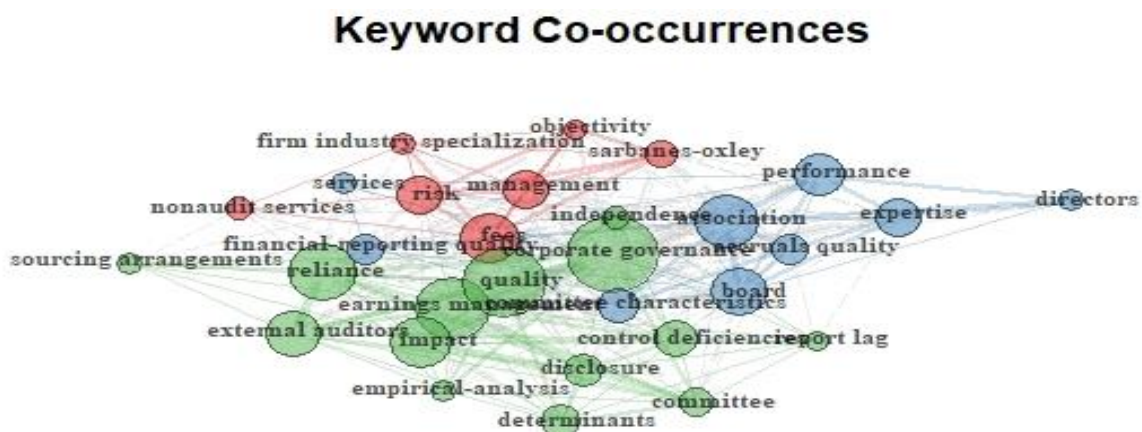 Keyword Co-occurrences
objectivity
firm industry specialization
sarbanes-oxley
performance
services
risk
management
directors
nonaudit services
independence
association
expertise
fees
financial-reporting quality
corporate governance
accruals quality
sourcing arrangements
reliance
quality
board
earnings management
committee characteristics
external auditors
impact
control deficiencies
report lag
disclosure
empirical-analysis
committee
determinants